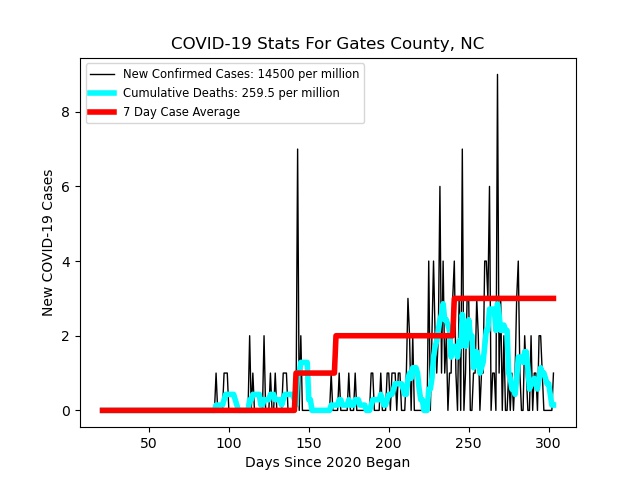 COVID-19 Stats For Gates County, NC
New Confirmed Cases: 14500 per million
Cumulative Deaths: 259.5 per million
7 Day Case Average
New COVID-19 Cases
8
6
4
2
0
50 100 150 200 250 300
Days Since 2020 Began